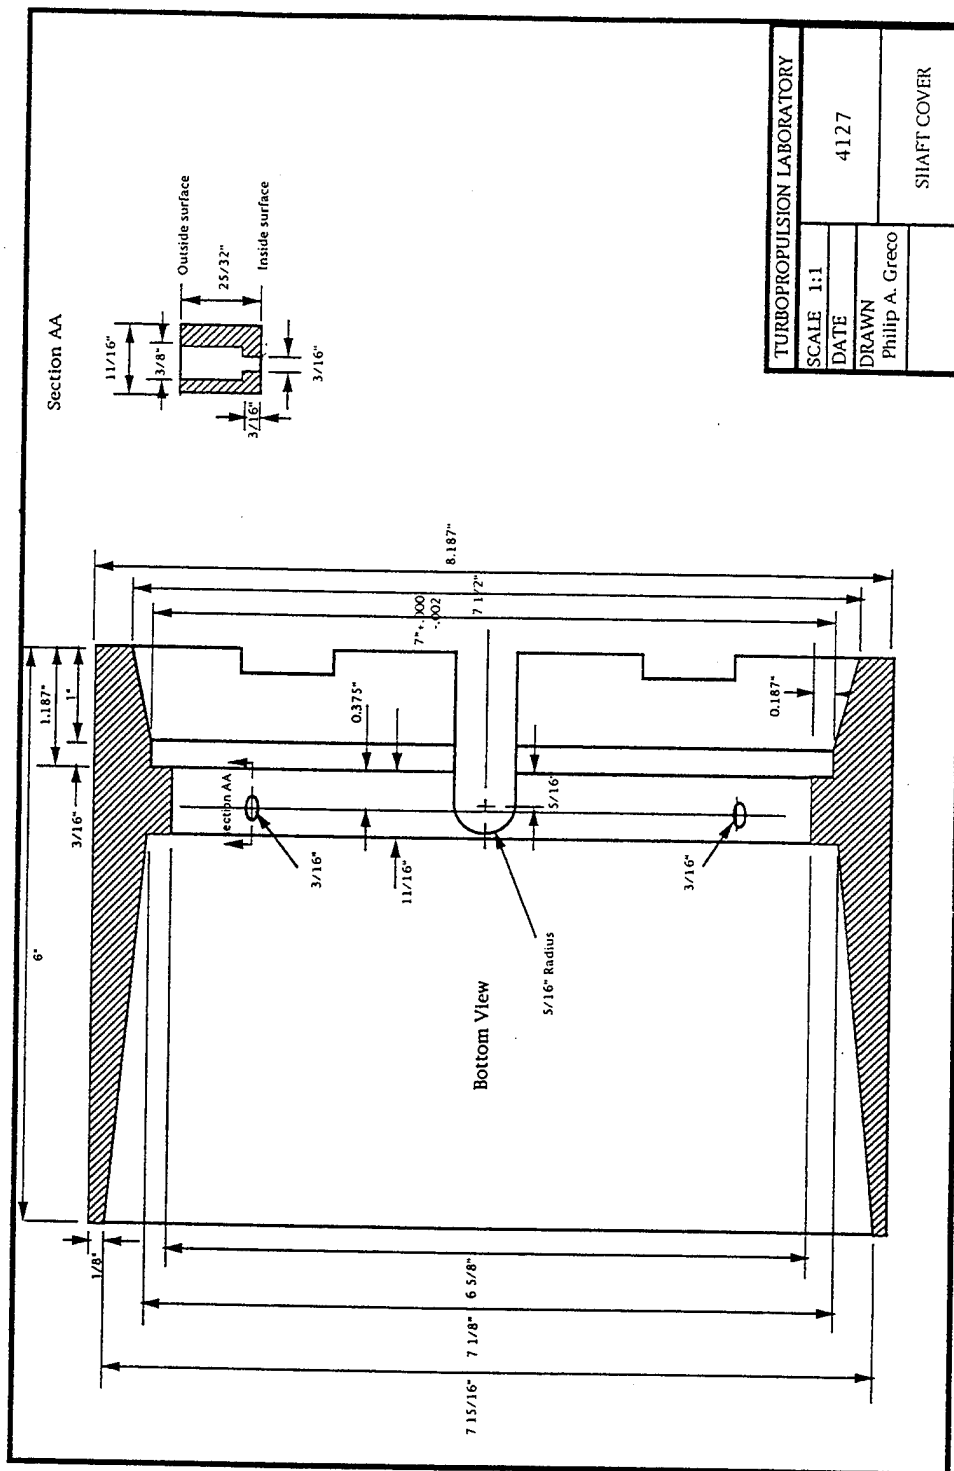 Section AA
11/16"
3/8"
Outside surface
25/32"
Inside surface
3/16"
3/16"
6"
1.187"
1"
3/16"
8.187"
7 1/2"
7"+.000
-.002
0.375"
0.187"
Section AA
5/16"
3/16"
11/16"
3/16"
5/16" Radius
Bottom View
1/8"
6 5/8"
7 1/8"
7 15/16"
TURBOPROPULSION LABORATORY
SCALE 1:1
DATE
4127
DRAWN
Philip A. Greco
SHAFT COVER